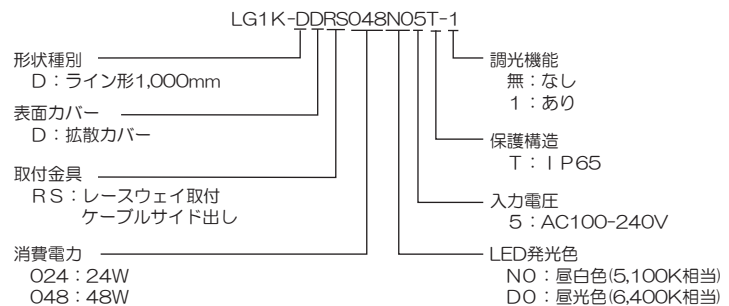 LG1K-DDRS048N05T-1
形状種別
D：ライン形1,000mm
表面カバー
D：拡散カバー
取付金具
RS：レースウェイ取付
ケーブルサイド出し
消費電力
024：24W
048：48W
調光機能
無：なし
1：あり
保護構造
T：IP65
入力電圧
5：AC100-240V
LED発光色
N0：昼白色(5,100K相当)
D0：昼光色(6,400K相当)